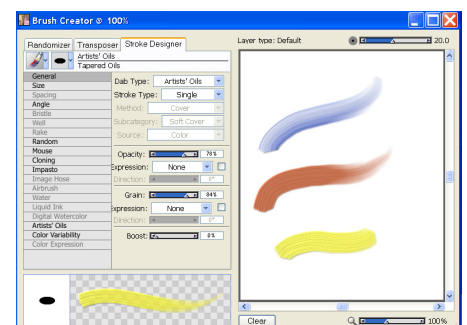 Brush Creator @ 100%
Randomizer Transposer Stroke Designer
Artists' Oils
Tapered Oils
General
Size
Spacing
Angle
Bristle
Well
Rake
Random
Mouse
Cloning
Impasto
Image Hose
Airbrush
Water
Liquid Ink
Digital Watercolor
Artists' Oils
Color Variability
Color Expression
Dab Type: Artists' Oils
Stroke Type: Single
Method: Cover
Subcategory: Soft Cover
Source: Color
Opacity: 78%
Expression: None
Direction: 0°
Grain: 84%
Expression: None
Direction: 0°
Boost: 0%
Layer type: Default 20.0
Clear 100%